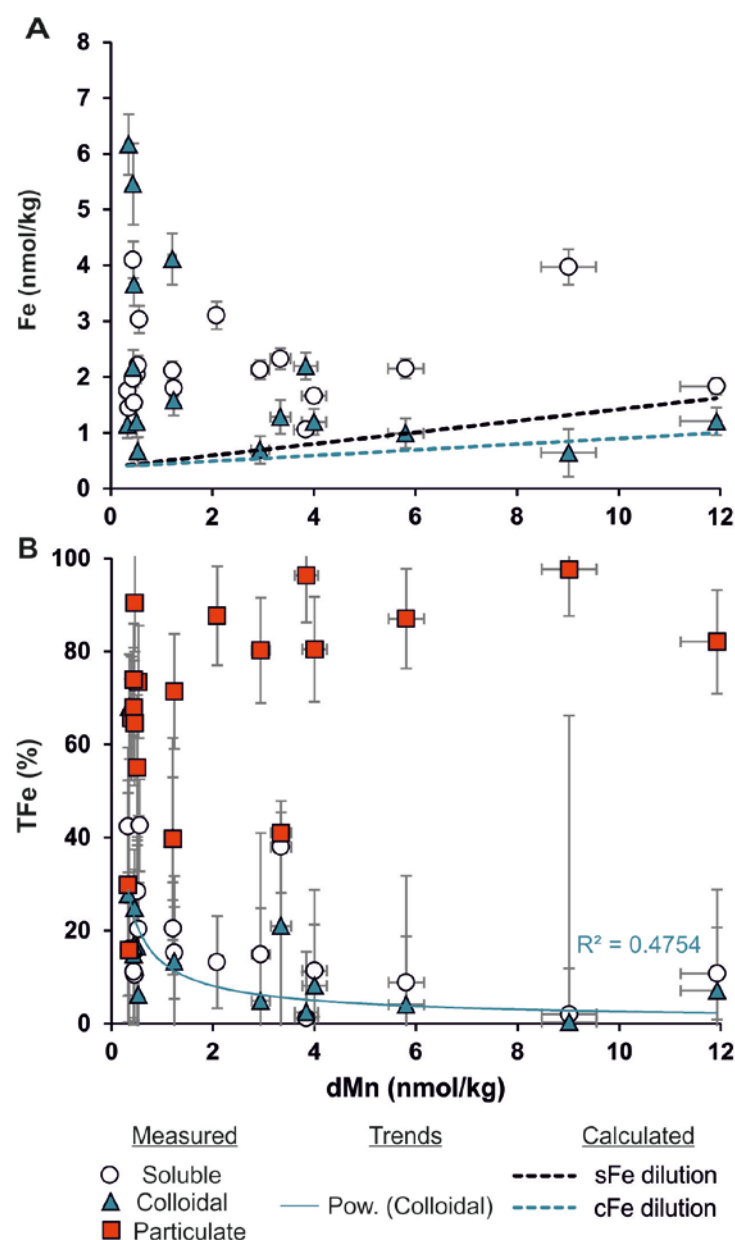 A
8
7
6
5
4
3
2
1
0
Fe (nmol/kg)
0 2 4 6 8 10 12
B
100
80
60
40
20
0
TFe (%)
R² = 0.4754
0 2 4 6 8 10 12
dMn (nmol/kg)
Measured Trends Calculated
Soluble sFe dilution
Colloidal Pow. (Colloidal) cFe dilution
Particulate